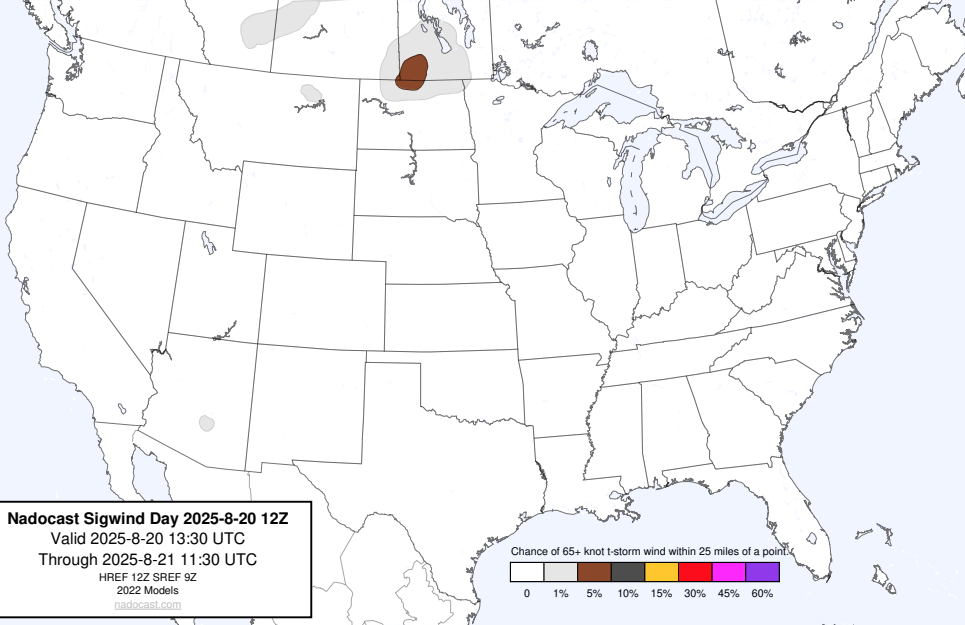 Nadocast Sigwind Day 2025-8-20 12Z
Valid 2025-8-20 13:30 UTC
Through 2025-8-21 11:30 UTC
HREF 12Z SREF 9Z
2022 Models
nadocast.com
Chance of 65+ knot t-storm wind within 25 miles of a point.
0 1% 5% 10% 15% 30% 45% 60%